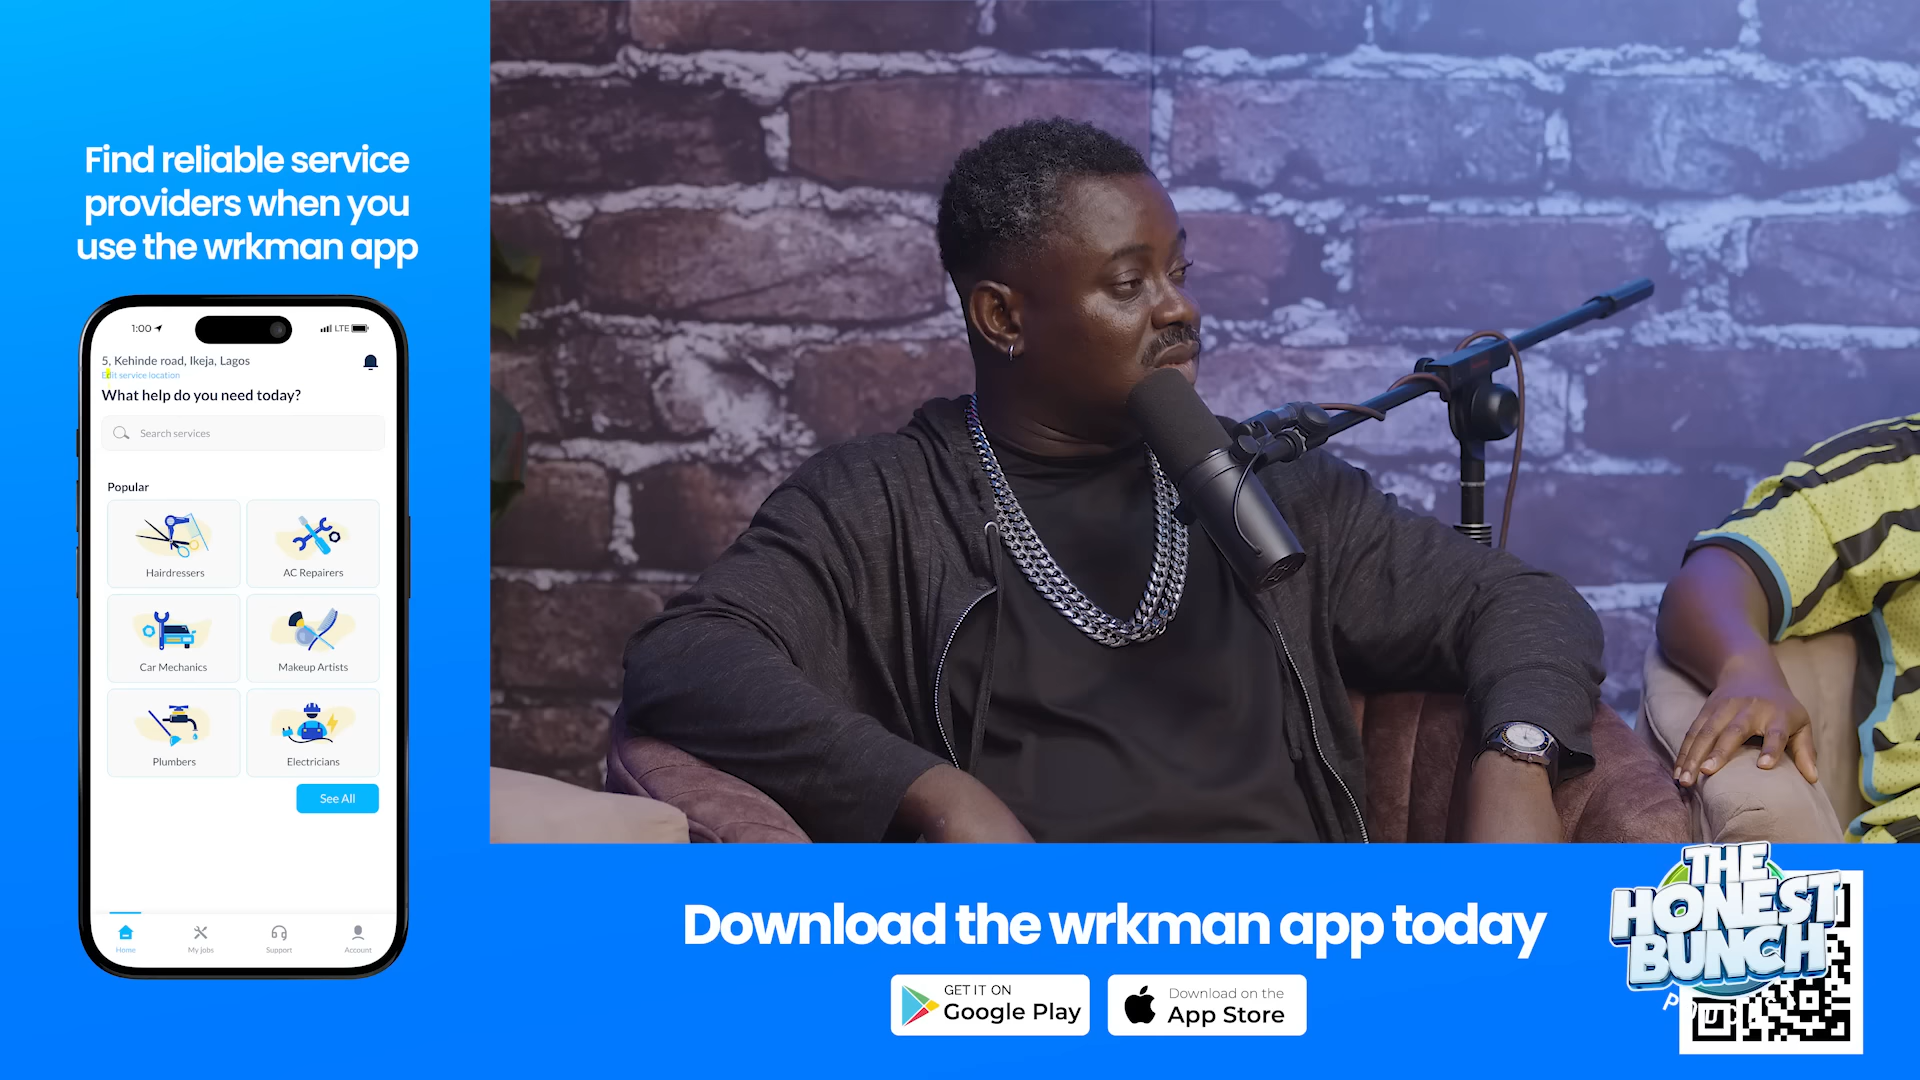 Find reliable service
providers when you
use the wrkman app
1:00
LTE
5, Kehinde road, Ikeja, Lagos
Edit service location
What help do you need today?
Search services
Popular
Hairdressers
AC Repairers
Car Mechanics
Makeup Artists
Plumbers
Electricians
See All
Home
My jobs
Support
Account
Download the wrkman app today
GET IT ON
Google Play
Download on the
App Store
THE
HONEST
BUNCH